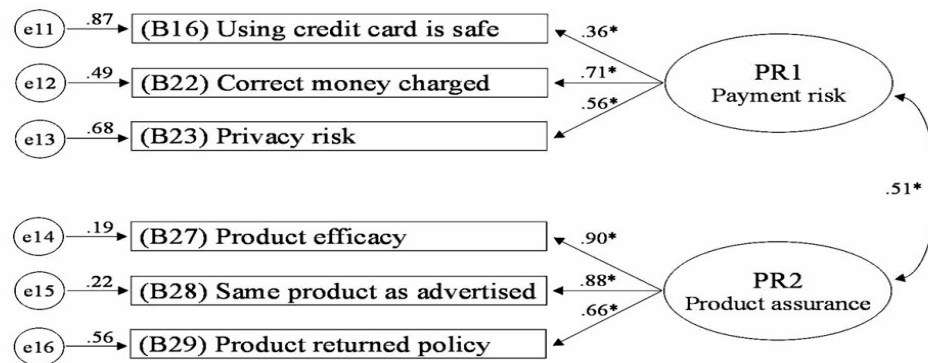 e11 .87 (B16) Using credit card is safe .36*
e12 .49 (B22) Correct money charged .71*
e13 .68 (B23) Privacy risk .56*
PR1
Payment risk
.51*
e14 .19 (B27) Product efficacy .90*
e15 .22 (B28) Same product as advertised .88*
e16 .56 (B29) Product returned policy .66*
PR2
Product assurance